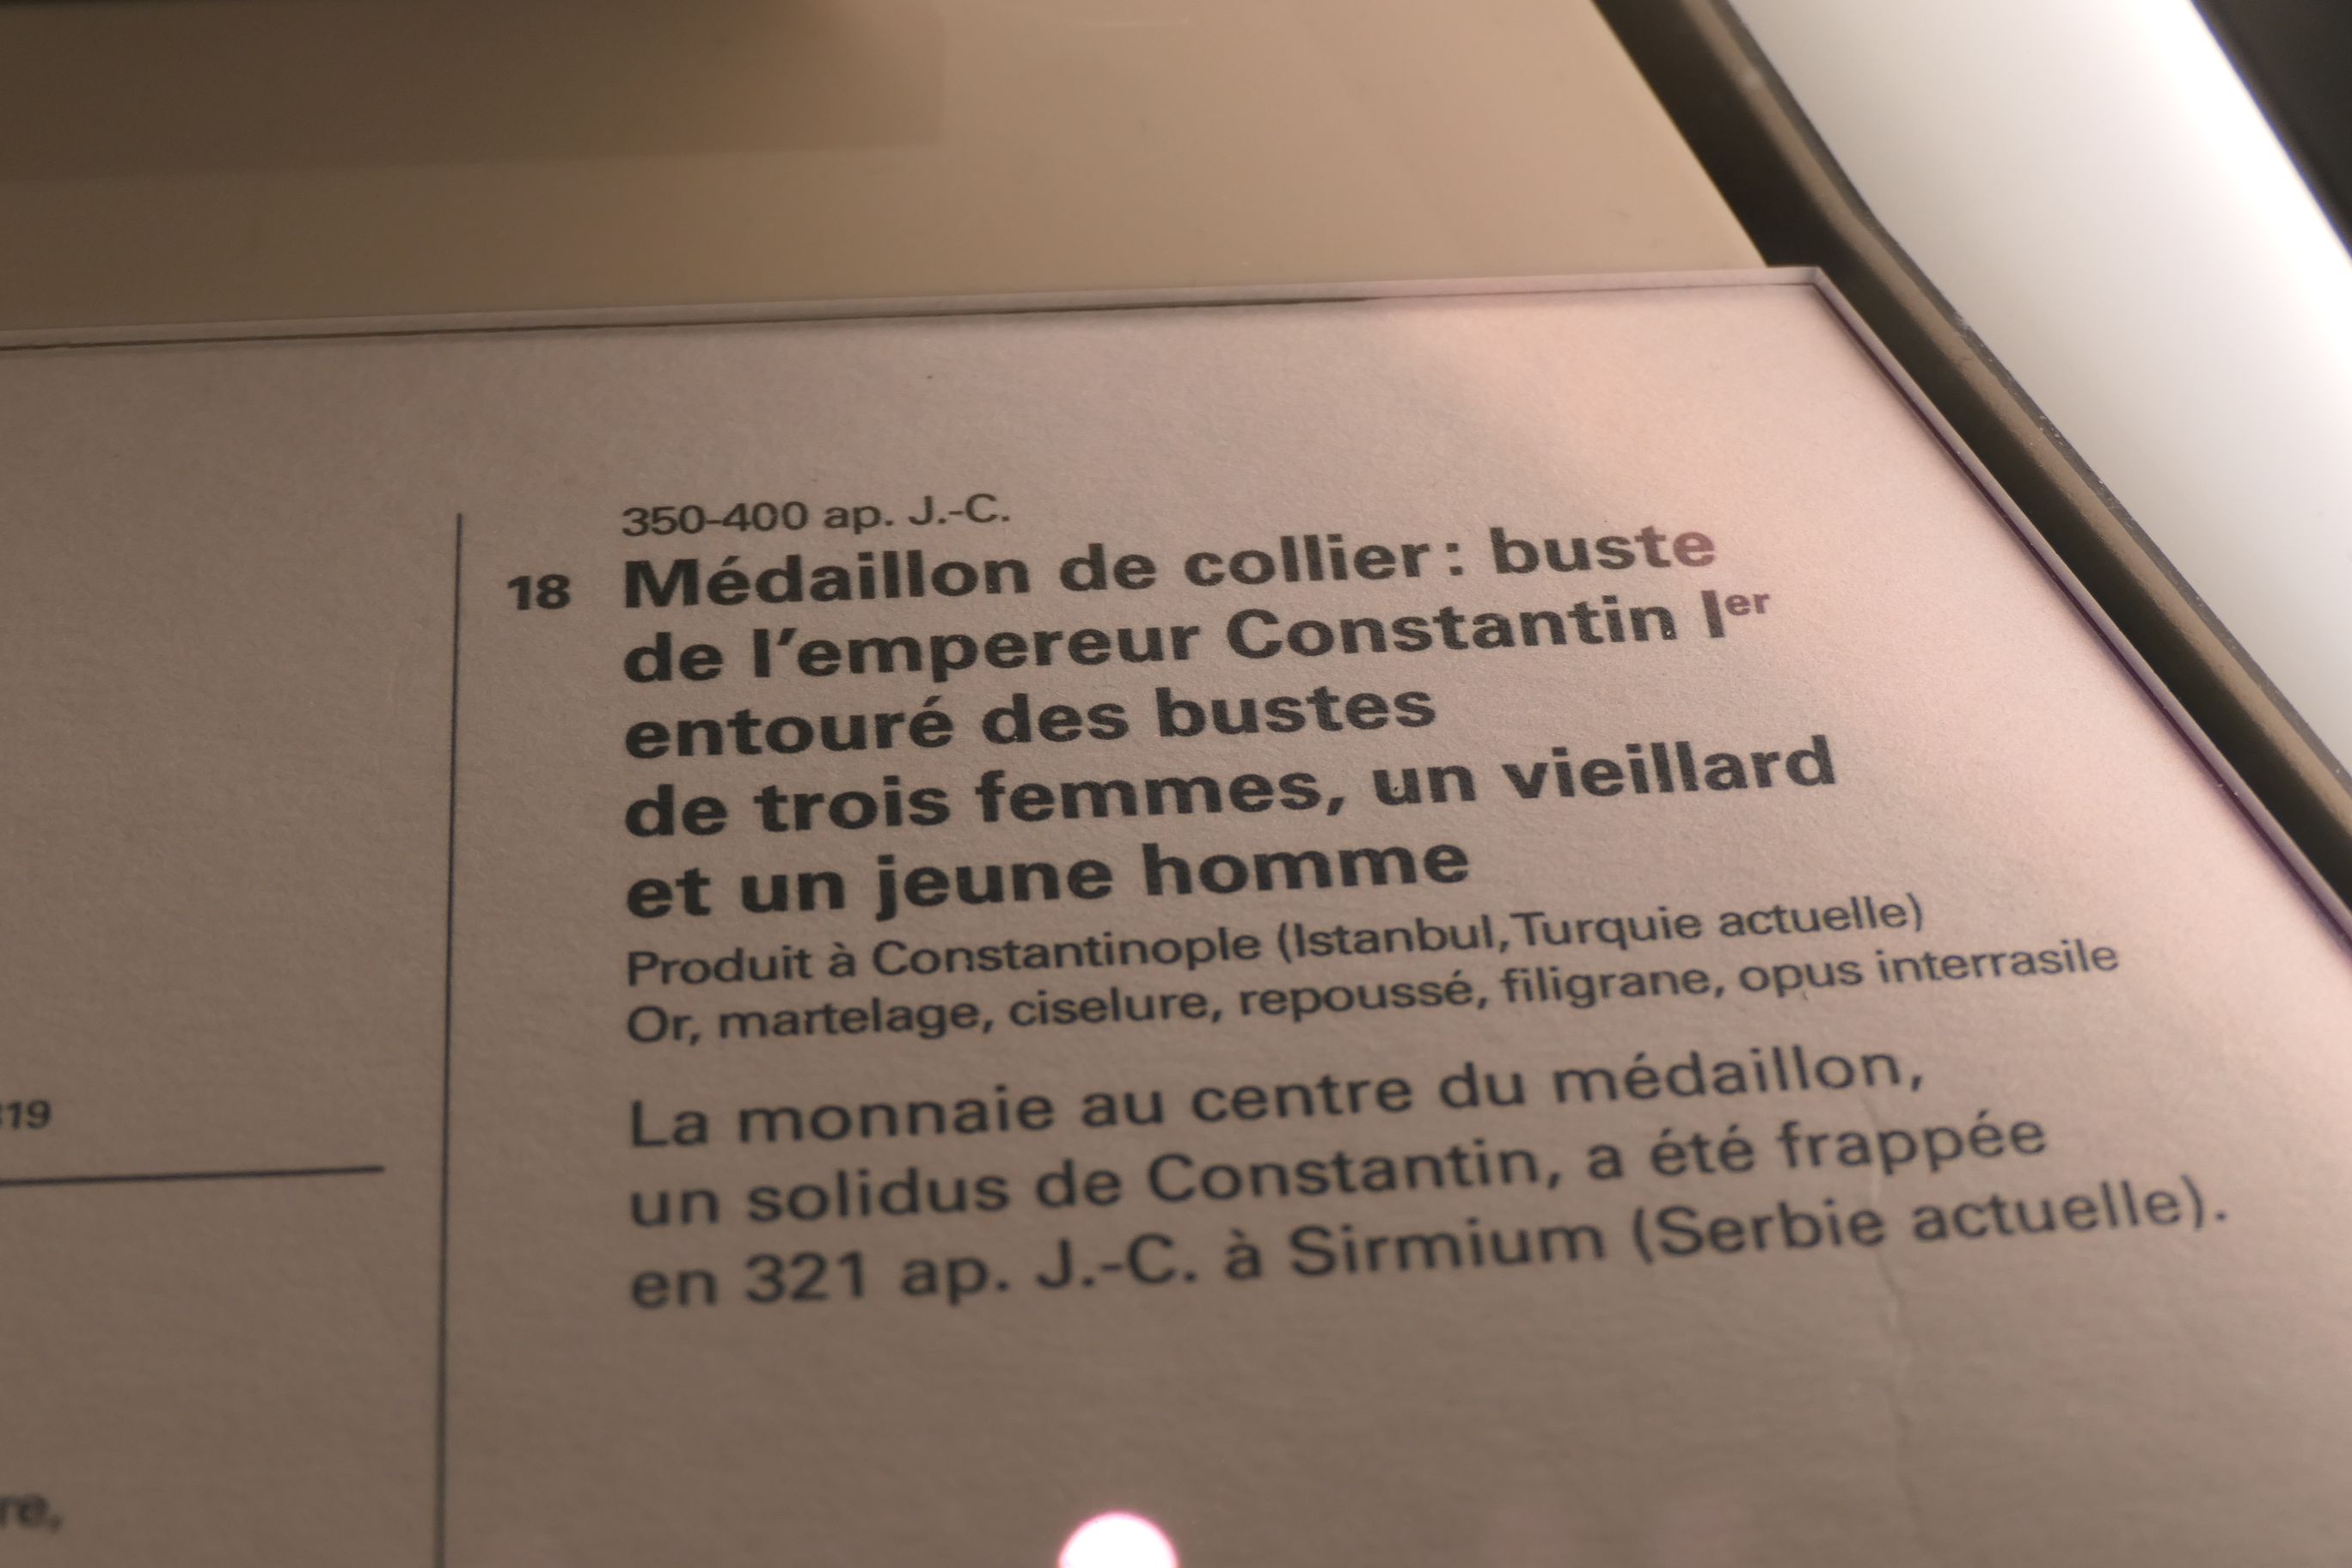 350-400 ap. J.-C.
18 Médaillon de collier : buste
de l'empereur Constantin Ier
entouré des bustes
de trois femmes, un vieillard
et un jeune homme
Produit à Constantinople (Istanbul, Turquie actuelle)
Or, martelage, ciselure, repoussé, filigrane, opus interrasile
La monnaie au centre du médaillon,
un solidus de Constantin, a été frappée
en 321 ap. J.-C. à Sirmium (Serbie actuelle).